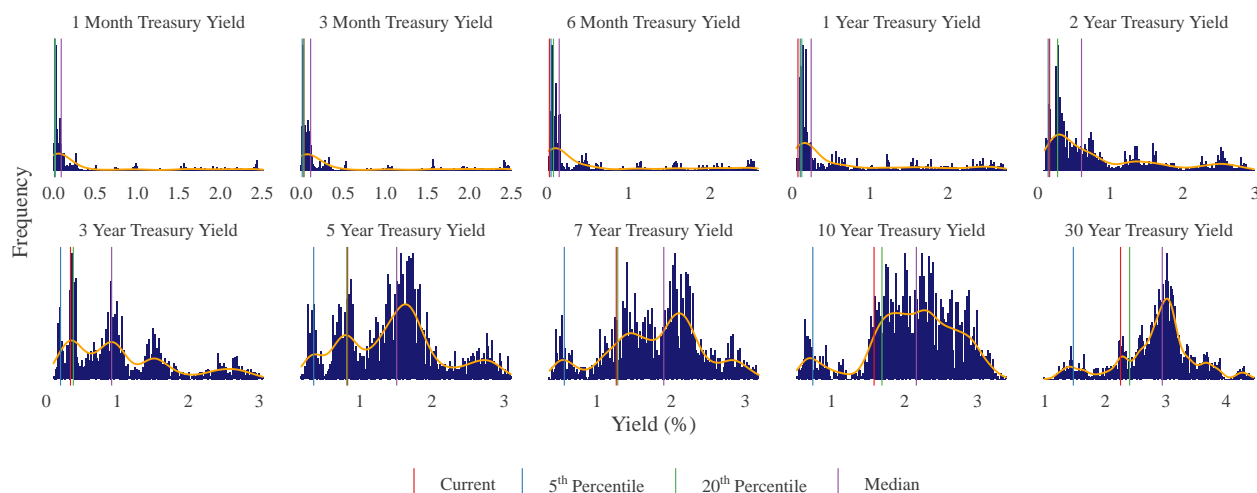 1 Month Treasury Yield 3 Month Treasury Yield 6 Month Treasury Yield 1 Year Treasury Yield 2 Year Treasury Yield
0.0 0.5 1.0 1.5 2.0 2.5 0.0 0.5 1.0 1.5 2.0 2.5 0 1 2 0 1 2 0 1 2 3
Frequency
3 Year Treasury Yield 5 Year Treasury Yield 7 Year Treasury Yield 10 Year Treasury Yield 30 Year Treasury Yield
0 1 2 3 1 2 3 1 2 3 1 2 3 1 2 3 4
Yield (%)
Current 5th Percentile 20th Percentile Median